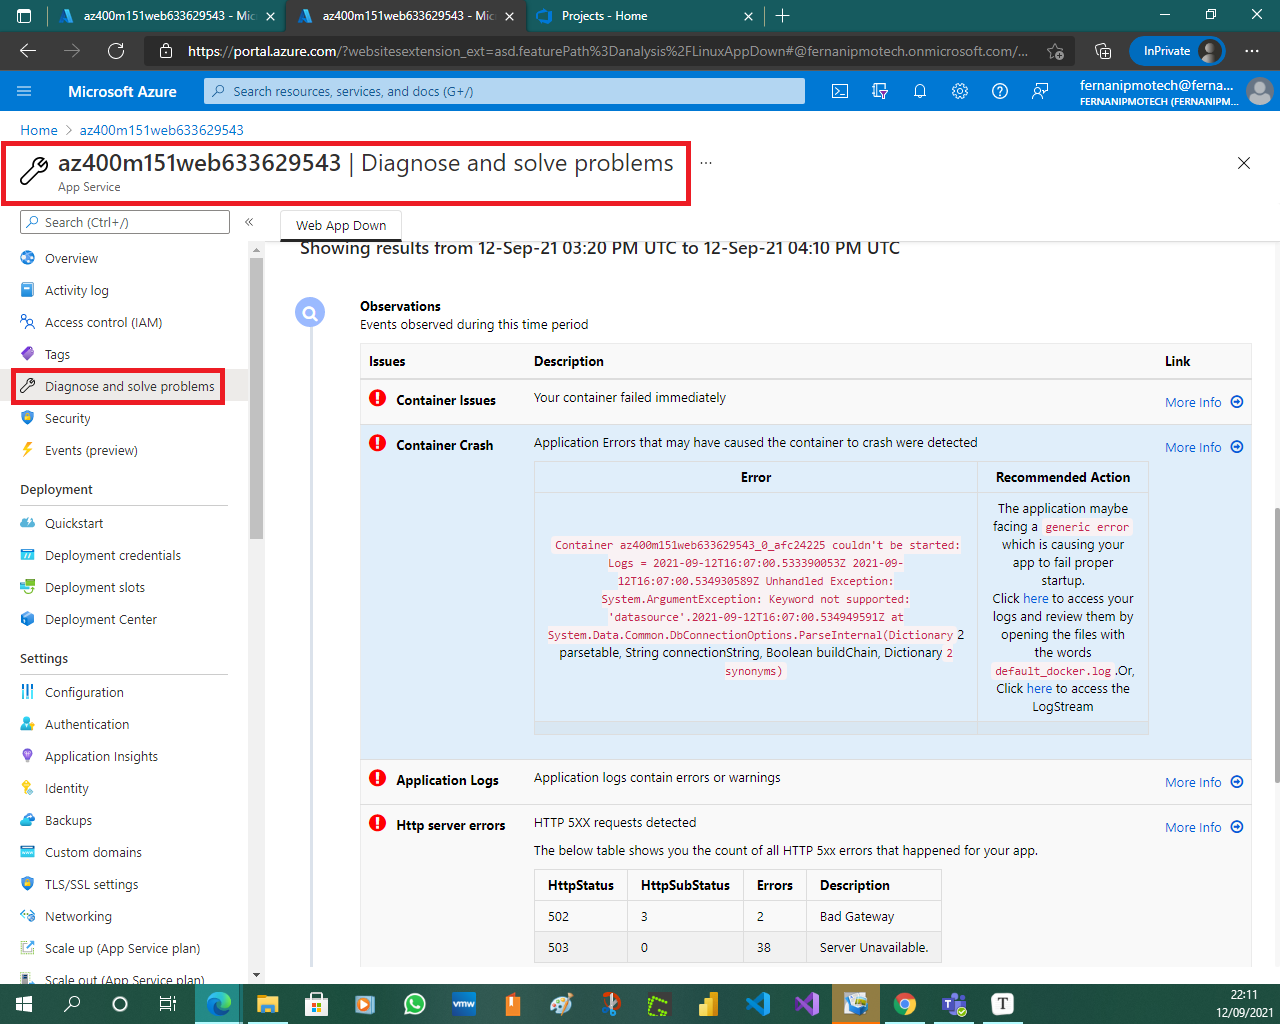 az400m151web633629543 - Mic
az400m151web633629543 - Mic
Projects - Home
https://portal.azure.com/?websitesextension_ext=asd.featurePath%3Danalysis%2FLinuxAppDown#@fernanipmotech.onmicrosoft.com/...
InPrivate
Microsoft Azure
Search resources, services, and docs (G+/)
fernanipmotech@ferna...
FERNANIPMOTECH (FERNANIPM...
Home > az400m151web633629543
az400m151web633629543 | Diagnose and solve problems
...
App Service
Search (Ctrl+/)
«
Overview
Activity log
Access control (IAM)
Tags
Diagnose and solve problems
Security
Events (preview)
Deployment
Quickstart
Deployment credentials
Deployment slots
Deployment Center
Settings
Configuration
Authentication
Application Insights
Identity
Backups
Custom domains
TLS/SSL settings
Networking
Scale up (App Service plan)
Scale out (App Service plan)
Web App Down
Showing results from 12-Sep-21 03:20 PM UTC to 12-Sep-21 04:10 PM UTC
Observations
Events observed during this time period
Issues Description Link
Container Issues Your container failed immediately More Info
Container Crash Application Errors that may have caused the container to crash were detected More Info
Error
Container az400m151web633629543_0_afc24225 couldn't be started:
Logs = 2021-09-12T16:07:00.533390053Z 2021-09-
12T16:07:00.534930589Z Unhandled Exception:
System.ArgumentException: Keyword not supported:
'datasource'.2021-09-12T16:07:00.534949591Z at
System.Data.Common.DbConnectionOptions.ParseInternal(Dictionary 2
parsetable, String connectionString, Boolean buildChain, Dictionary 2
synonyms)
Recommended Action
The application maybe
facing a generic error
which is causing your
app to fail proper
startup.
Click here to access your
logs and review them by
opening the files with
the words
default_docker.log .Or,
Click here to access the
LogStream
Application Logs Application logs contain errors or warnings More Info
Http server errors HTTP 5XX requests detected More Info
The below table shows you the count of all HTTP 5xx errors that happened for your app.
HttpStatus HttpSubStatus Errors Description
502 3 2 Bad Gateway
503 0 38 Server Unavailable.
vmw
T
22:11
12/09/2021